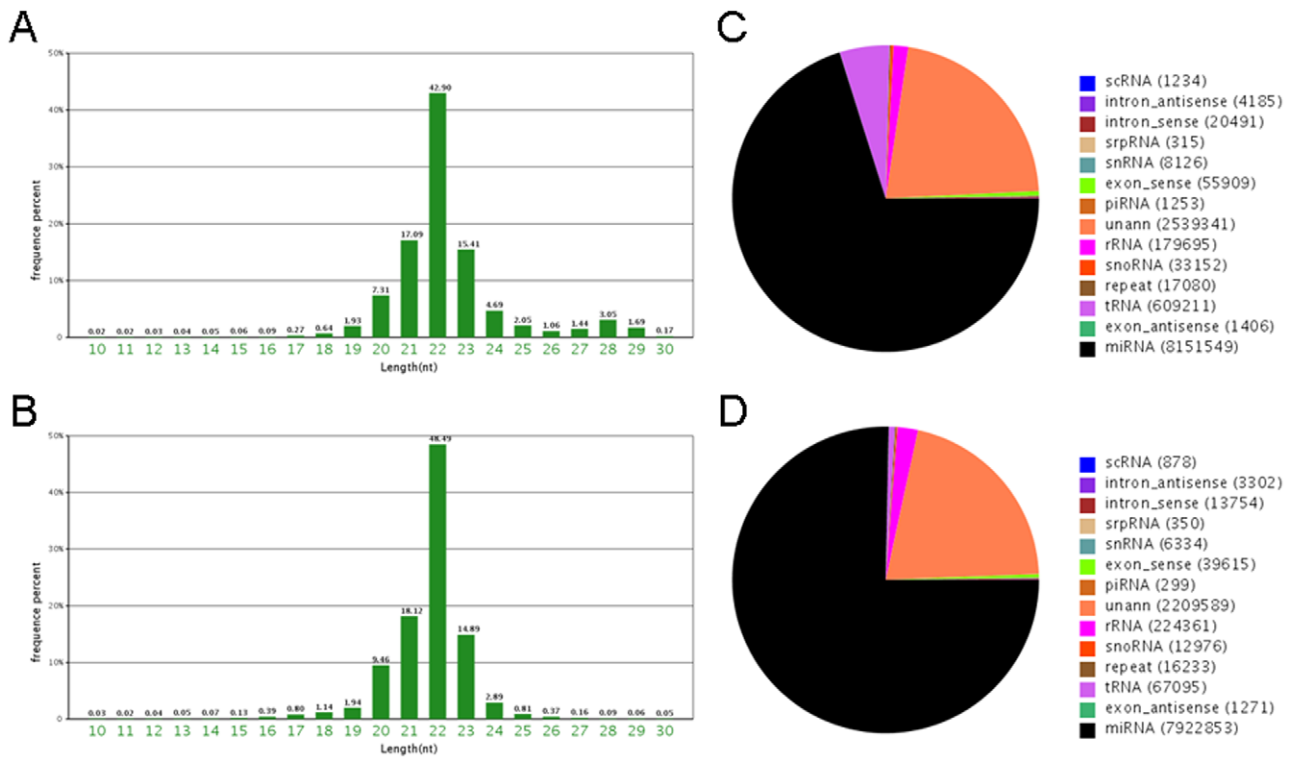 A
frequence percent
50%
40%
30%
20%
10%
0
0.02 0.02 0.03 0.04 0.05 0.06 0.09 0.27 0.64 1.93 7.31 17.09 42.90 15.41 4.69 2.05 1.06 1.44 3.05 1.69 0.17
10 11 12 13 14 15 16 17 18 19 20 21 22 23 24 25 26 27 28 29 30
Length(nt)
C
scRNA (1234)
intron_antisense (4185)
intron_sense (20491)
srpRNA (315)
snRNA (8126)
exon_sense (55909)
piRNA (1253)
unann (2539341)
rRNA (179695)
snoRNA (33152)
repeat (17080)
tRNA (609211)
exon_antisense (1406)
miRNA (8151549)
B
frequence percent
50%
40%
30%
20%
10%
0
0.03 0.02 0.04 0.05 0.07 0.13 0.39 0.80 1.14 1.94 9.46 18.12 48.49 14.89 2.89 0.81 0.37 0.16 0.09 0.06 0.05
10 11 12 13 14 15 16 17 18 19 20 21 22 23 24 25 26 27 28 29 30
Length(nt)
D
scRNA (878)
intron_antisense (3302)
intron_sense (13754)
srpRNA (350)
snRNA (6334)
exon_sense (39615)
piRNA (299)
unann (2209589)
rRNA (224361)
snoRNA (12976)
repeat (16233)
tRNA (67095)
exon_antisense (1271)
miRNA (7922853)